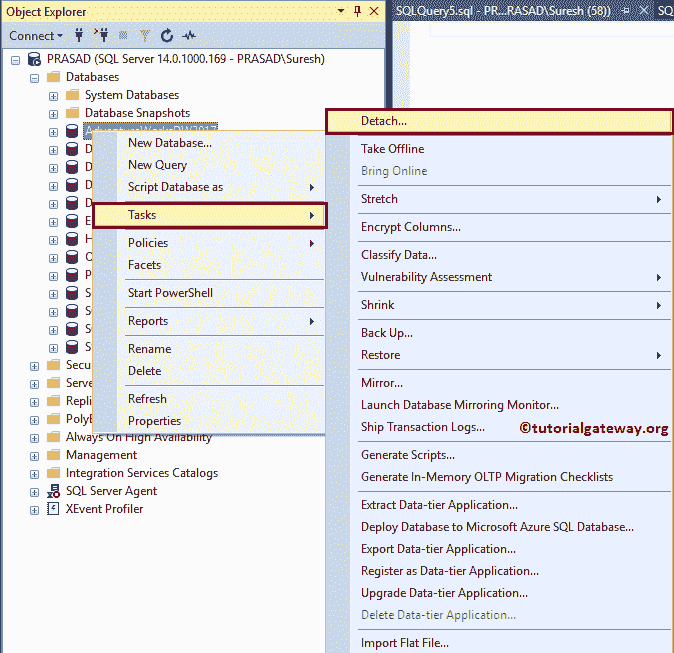 Object Explorer
SQLQuery5.sql - PR...RASAD\Suresh (58))
SQ
Connect
PRASAD (SQL Server 14.0.1000.169 - PRASAD\Suresh)
Databases
System Databases
Database Snapshots
AdventureWorksDW2017
D
D
D
D
E
H
O
P
S
S
S
S
Secu
Serve
Repli
PolyB
Always On High Availability
Management
Integration Services Catalogs
SQL Server Agent
XEvent Profiler
New Database...
New Query
Script Database as
Tasks
Policies
Facets
Start PowerShell
Reports
Rename
Delete
Refresh
Properties
Detach...
Take Offline
Bring Online
Stretch
Encrypt Columns...
Classify Data...
Vulnerability Assessment
Shrink
Back Up...
Restore
Mirror...
Launch Database Mirroring Monitor...
Ship Transaction Logs...
©tutorialgateway.org
Generate Scripts...
Generate In-Memory OLTP Migration Checklists
Extract Data-tier Application...
Deploy Database to Microsoft Azure SQL Database...
Export Data-tier Application...
Register as Data-tier Application...
Upgrade Data-tier Application...
Delete Data-tier Application...
Import Flat File...